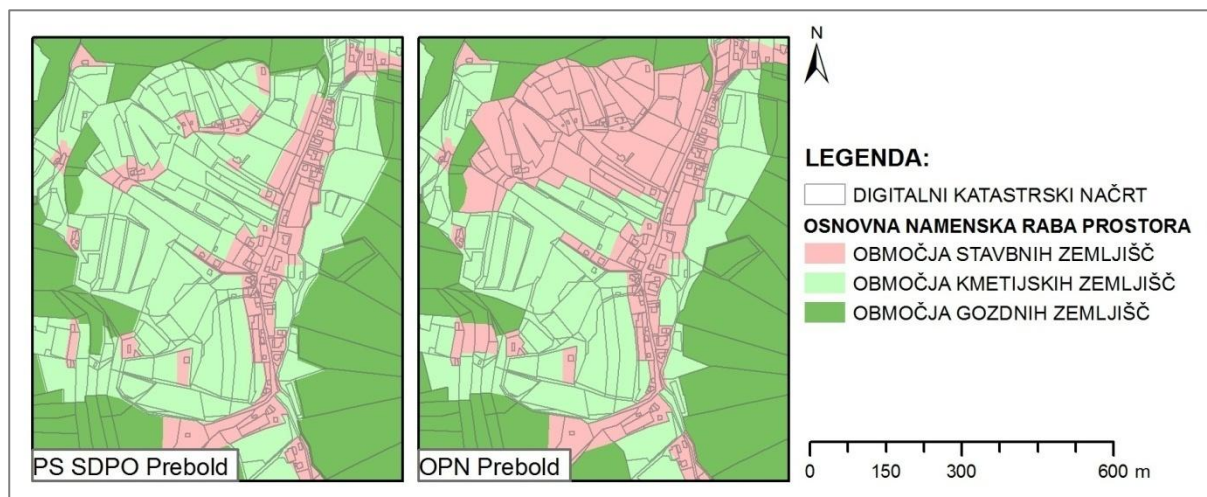 PS SDPO Prebold
OPN Prebold
N
LEGENDA:
DIGITALNI KATASTRSKI NAČRT
OSNOVNA NAMENSKA RABA PROSTORA
OBMOČJA STAVBNIH ZEMLJIŠČ
OBMOČJA KMETIJSKIH ZEMLJIŠČ
OBMOČJA GOZDNIH ZEMLJIŠČ
0 150 300 600 m